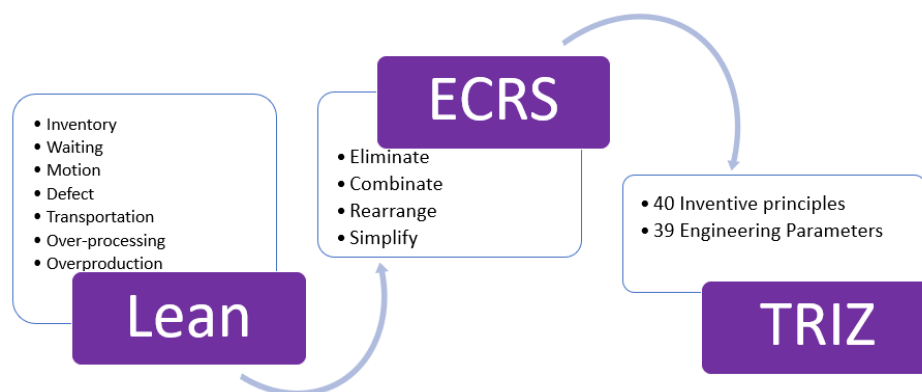 • Inventory
• Waiting
• Motion
• Defect
• Transportation
• Over-processing
• Overproduction
Lean
ECRS
• Eliminate
• Combinate
• Rearrange
• Simplify
• 40 Inventive principles
• 39 Engineering Parameters
TRIZ